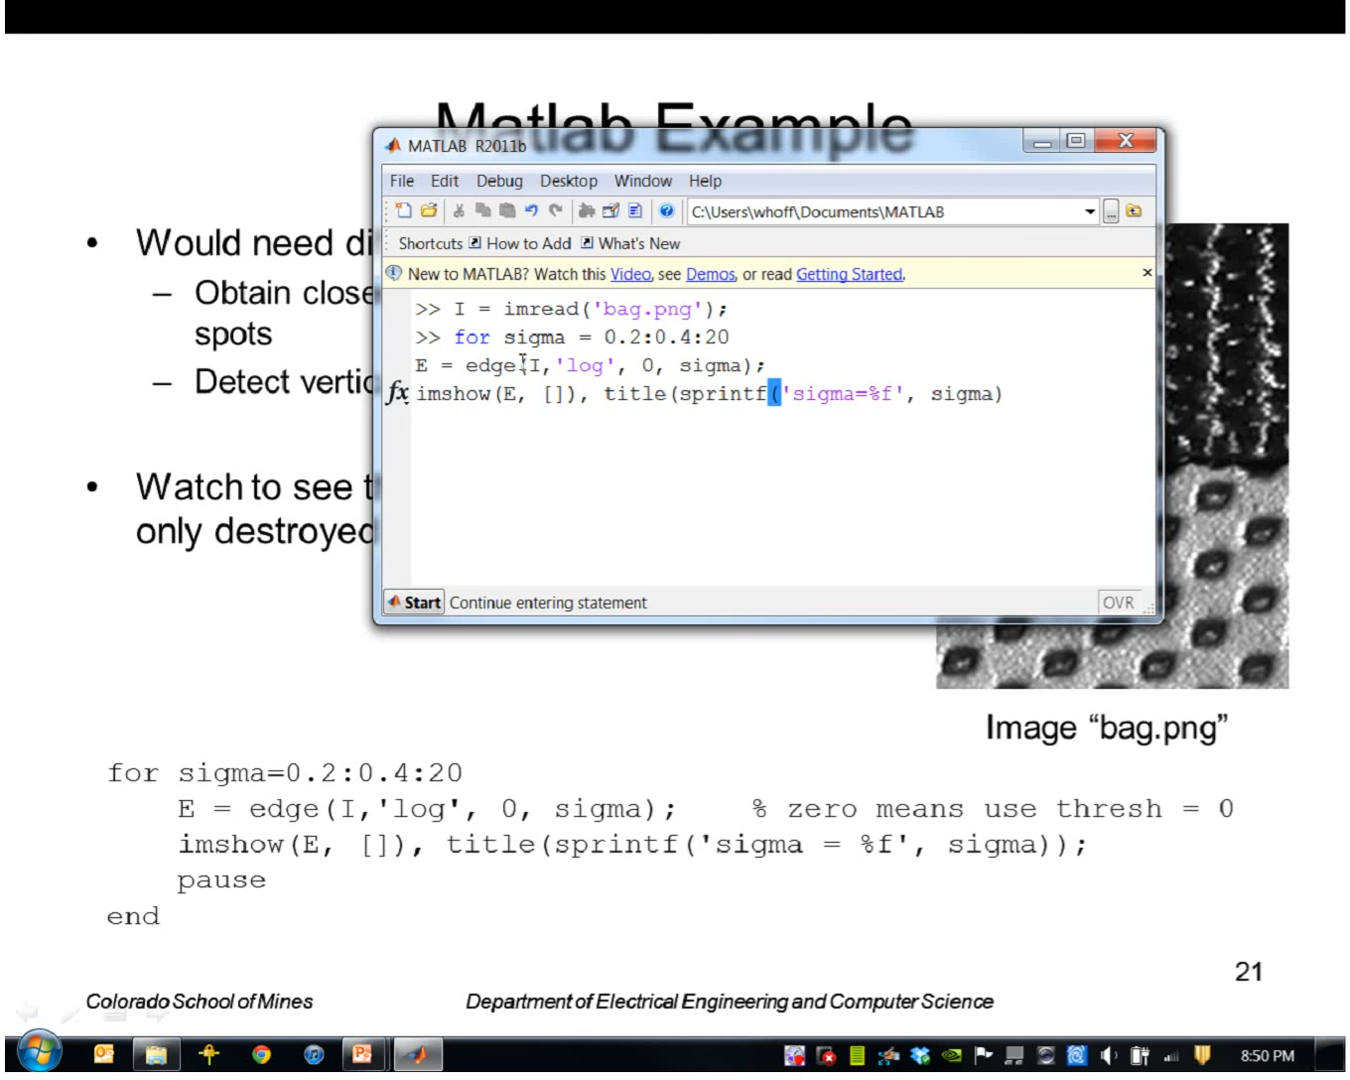 Matlab Example
MATLAB R2011b
File Edit Debug Desktop Window Help
C:\Users\whoff\Documents\MATLAB
...
Shortcuts How to Add What's New
New to MATLAB? Watch this Video, see Demos, or read Getting Started.
>> I = imread('bag.png');
>> for sigma = 0.2:0.4:20
E = edge(I,'log', 0, sigma);
fx imshow(E, []), title(sprintf('sigma=%f', sigma)
Start Continue entering statement
OVR
• Would need
– Obtain close
spots
– Detect
• Watch to see
only destroyed
Image “bag.png”
for sigma=0.2:0.4:20
E = edge(I,'log', 0, sigma); % zero means use thresh = 0
imshow(E, []), title(sprintf('sigma = %f', sigma));
pause
end
21
Colorado School of Mines
Department of Electrical Engineering and Computer Science
8:50 PM